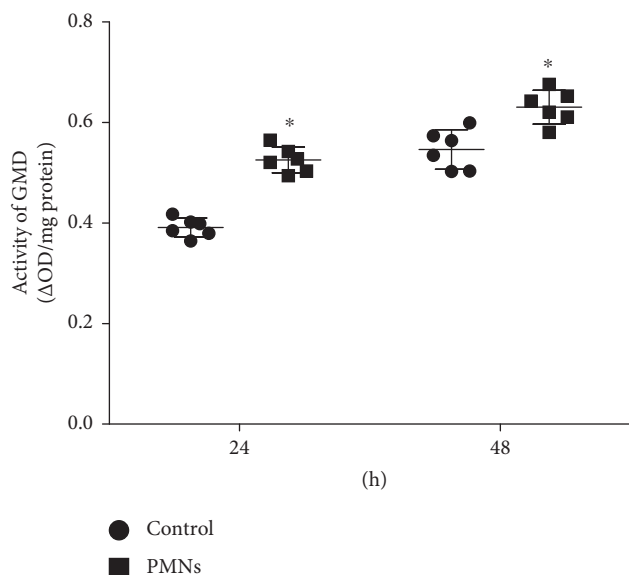 Activity of GMD
(ΔOD/mg protein)
0.8
0.6
0.4
0.2
0.0
*
*
24
48
(h)
Control
PMNs